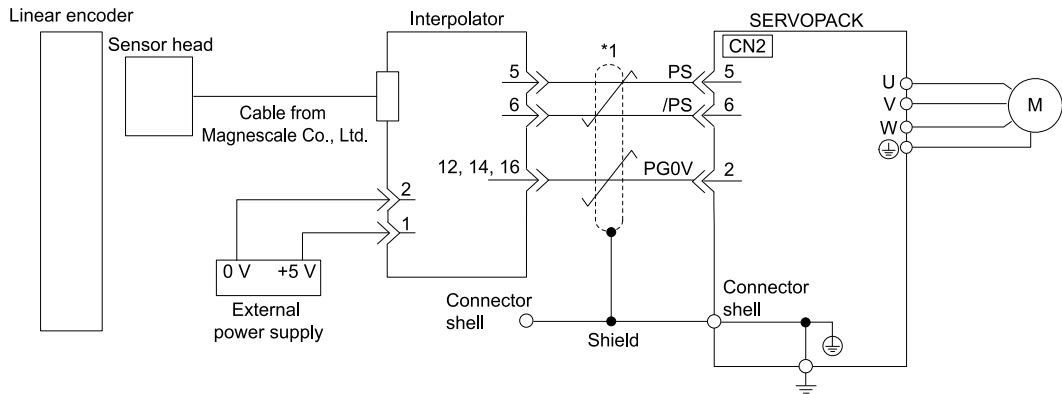 Linear encoder
Sensor head
Cable from
Magnescale Co., Ltd.
Interpolator
5
6
12, 14, 16
2
1
0 V
+5 V
External
power supply
*1
PS
/PS
PG0V
Connector
shell
Shield
SERVOPACK
CN2
5
6
2
Connector
shell
U
V
W
M